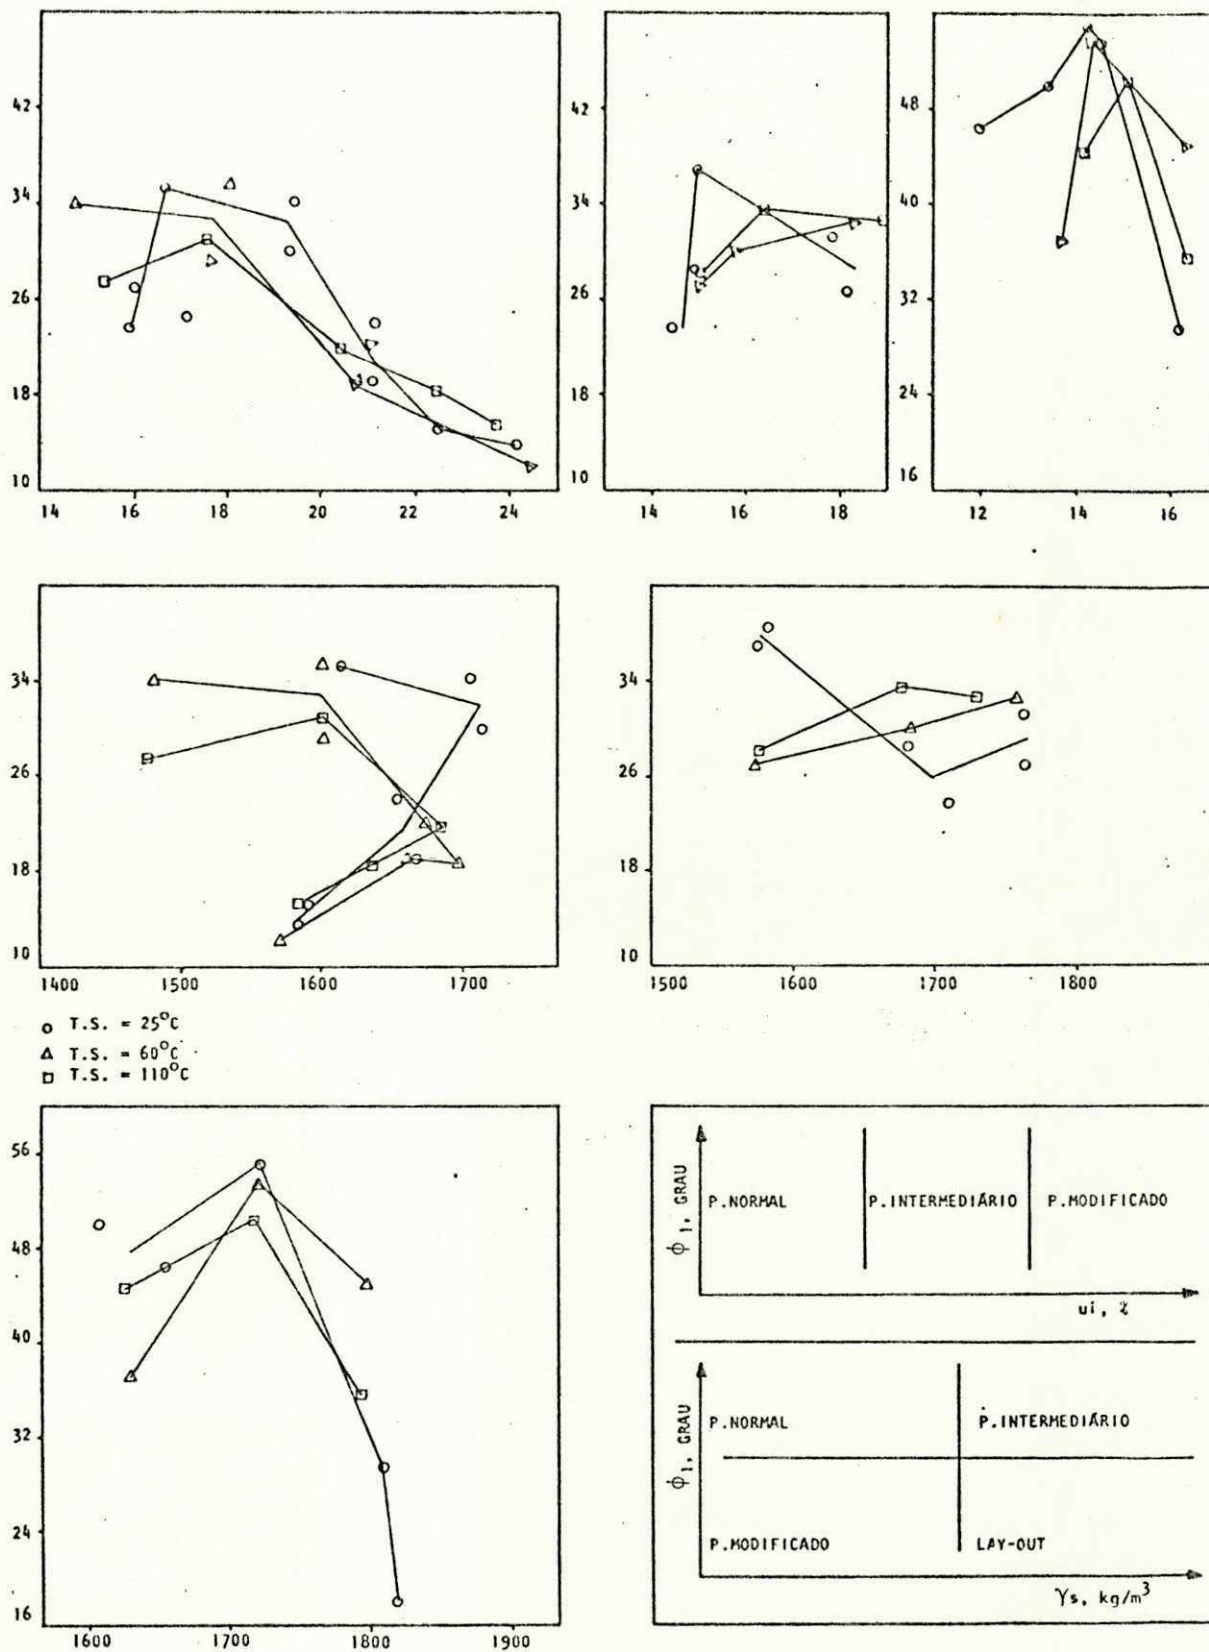 42
34
26
18
10
14 16 18 20 22 24
42
34
26
18
10
14 16 18
48
40
32
24
16
12 14 16
34
26
18
10
1400 1500 1600 1700
34
26
18
10
1500 1600 1700 1800
T.S. = 25°C
T.S. = 60°C
T.S. = 110°C
56
48
40
32
24
16
1600 1700 1800 1900
ϕ1, GRAU
P.NORMAL P.INTERMEDIÁRIO P.MODIFICADO
ui, %
ϕ1, GRAU
P.NORMAL P.INTERMEDIÁRIO
P.MODIFICADO LAY-OUT
γs, kg/m³